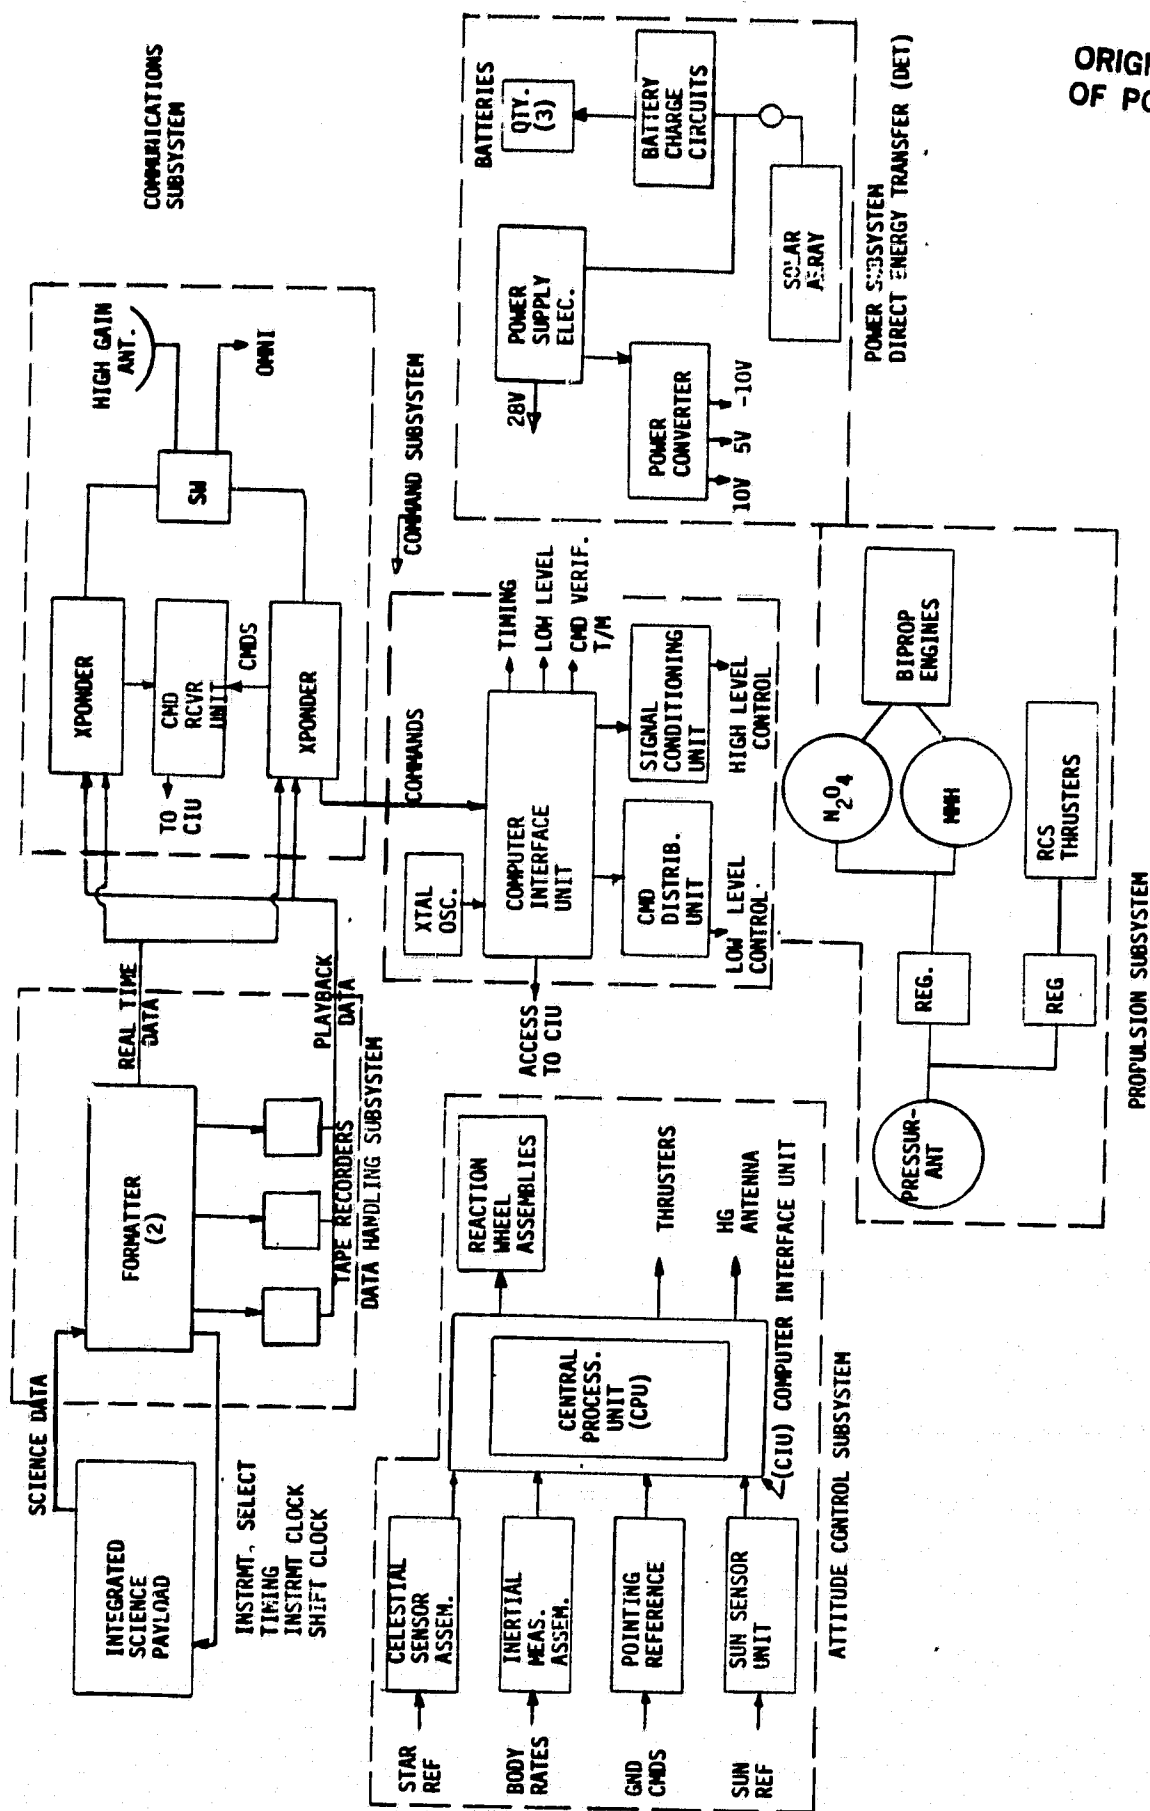 ORIGI
OF PO
COMMUNICATIONS
SUBSYSTEM
HIGH GAIN
ANT.
OMNI
SW
XPONDER
CMD
RCVR
UNIT
CMDS
XPONDER
TO
CIU
REAL TIME
DATA
PLAYBACK
DATA
SCIENCE DATA
FORMATTER
(2)
TAPE RECORDERS
DATA HANDLING SUBSYSTEM
INTEGRATED
SCIENCE
PAYLOAD
INSTRMT. SELECT
TIMING
INSTRMT CLOCK
SHIFT CLOCK
COMMAND SUBSYSTEM
COMMANDS
XTAL
OSC.
COMPUTER
INTERFACE
UNIT
TIMING
LOW LEVEL
CMD VERIF.
T/M
ACCESS
TO CIU
CMD
DISTRIB.
UNIT
SIGNAL
CONDITIONING
UNIT
LOW LEVEL
CONTROL
HIGH LEVEL
CONTROL
BATTERIES
QTY.
(3)
BATTERY
CHARGE
CIRCUITS
POWER
SUPPLY
ELEC.
28V
POWER
CONVERTER
10V 5V -10V
SOLAR
ARRAY
POWER SUBSYSTEM
DIRECT ENERGY TRANSFER (DET)
STAR
REF
BODY
RATES
GND
CMDS
SUN
REF
CELESTIAL
SENSOR
ASSEM.
INERTIAL
MEAS.
ASSEM.
POINTING
REFERENCE
SUN SENSOR
UNIT
CENTRAL
PROCESS.
UNIT
(CPU)
REACTION
WHEEL
ASSEMBLIES
THRUSTERS
HG
ANTENNA
(CIU) COMPUTER INTERFACE UNIT
ATTITUDE CONTROL SUBSYSTEM
PRESSUR-
ANT
REG.
REG
N2O4
MMH
BIPROP
ENGINES
RCS
THRUSTERS
PROPULSION SUBSYSTEM